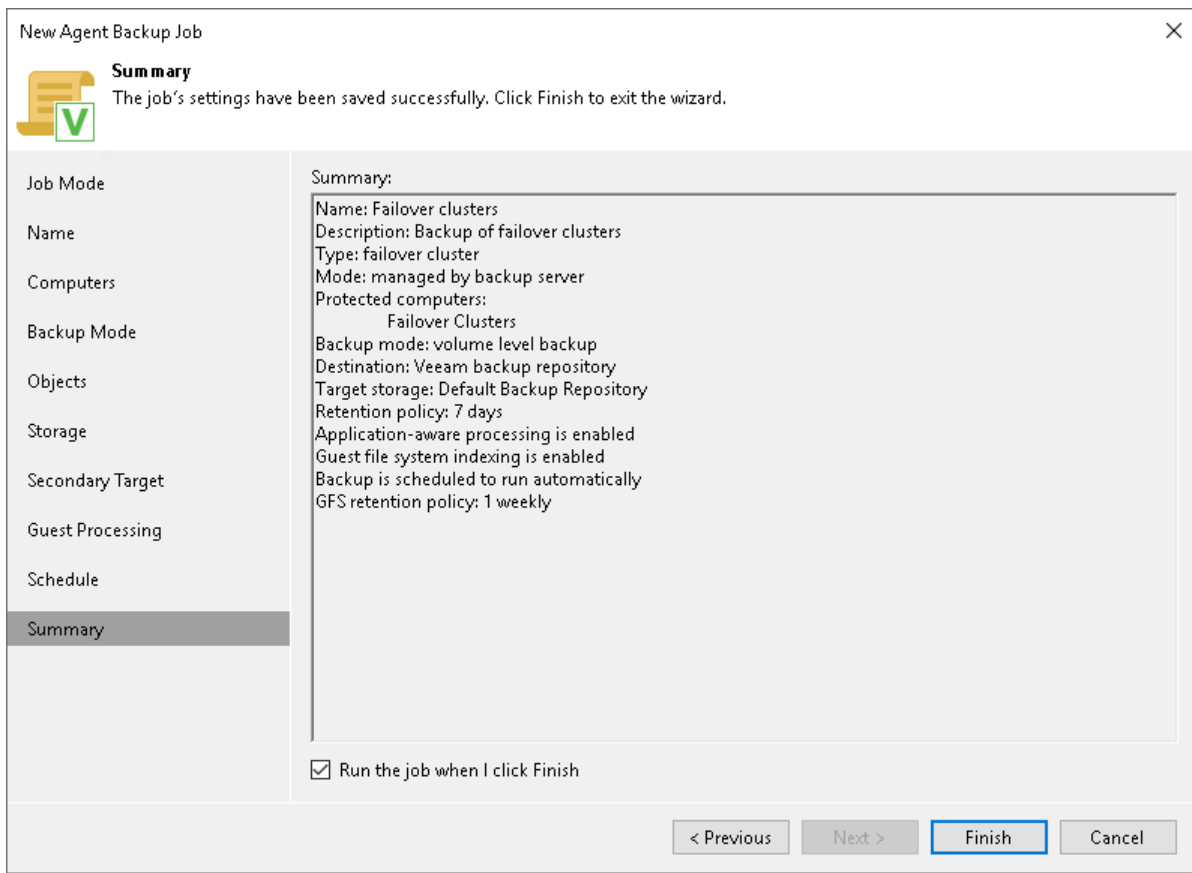 New Agent Backup Job
Summary
The job's settings have been saved successfully. Click Finish to exit the wizard.
V
Job Mode
Name
Computers
Backup Mode
Objects
Storage
Secondary Target
Guest Processing
Schedule
Summary
Summary:
Name: Failover clusters
Description: Backup of failover clusters
Type: failover cluster
Mode: managed by backup server
Protected computers:
Failover Clusters
Backup mode: volume level backup
Destination: Veeam backup repository
Target storage: Default Backup Repository
Retention policy: 7 days
Application-aware processing is enabled
Guest file system indexing is enabled
Backup is scheduled to run automatically
GFS retention policy: 1 weekly
Run the job when I click Finish
< Previous
Next >
Finish
Cancel